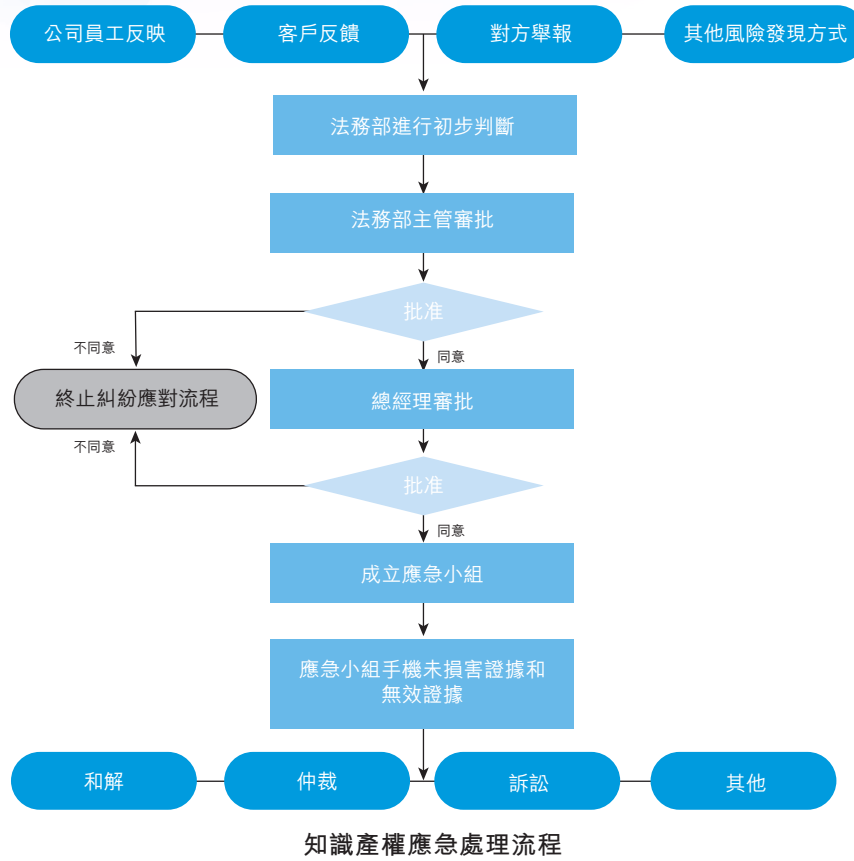 公司員工反映
客戶反饋
對方舉報
其他風險發現方式
法務部進行初步判斷
法務部主管審批
批准
不同意
同意
終止糾紛應對流程
總經理審批
不同意
批准
同意
成立應急小組
應急小組手機未損害證據和
無效證據
和解
仲裁
訴訟
其他
知識產權應急處理流程